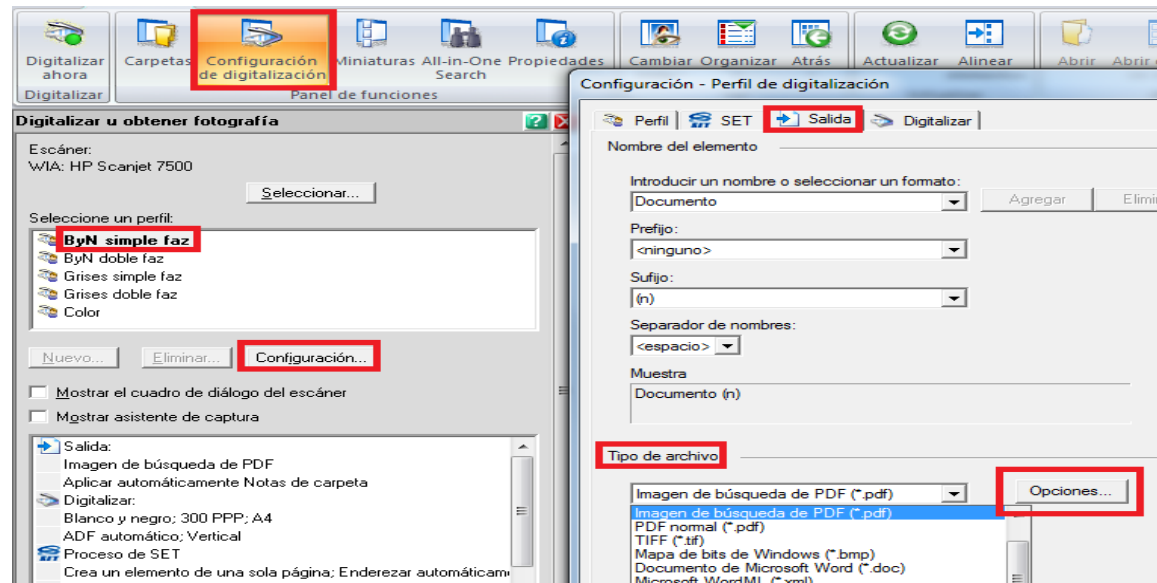 Digitalizar ahora
Carpetas
Configuración de digitalización
Miniaturas
All-in-One Search
Propiedades
Cambiar
Organizar
Atrás
Actualizar
Alinear
Abrir
Abrir
Digitalizar
Panel de funciones
Digitalizar u obtener fotografía
Escáner:
WIA: HP Scanjet 7500
Seleccionar...
Seleccione un perfil:
ByN simple faz
ByN doble faz
Grises simple faz
Grises doble faz
Color
Nuevo...
Eliminar...
Configuración...
Mostrar el cuadro de diálogo del escáner
Mostrar asistente de captura
Salida:
Imagen de búsqueda de PDF
Aplicar automáticamente Notas de carpeta
Digitalizar:
Blanco y negro; 300 PPP; A4
ADF automático; Vertical
Proceso de SET
Crea un elemento de una sola página; Enderezar automáticam
Configuración - Perfil de digitalización
Perfil
SET
Salida
Digitalizar
Nombre del elemento
Introducir un nombre o seleccionar un formato:
Documento
Agregar
Elimi
Prefijo:
<ninguno>
Sufijo:
(n)
Separador de nombres:
<espacio>
Muestra
Documento (n)
Tipo de archivo
Imagen de búsqueda de PDF (*.pdf)
Opciones...
Imagen de búsqueda de PDF (*.pdf)
PDF normal (*.pdf)
TIFF (*.tif)
Mapa de bits de Windows (*.bmp)
Documento de Microsoft Word (*.doc)
Microsoft WordML (*.xml)